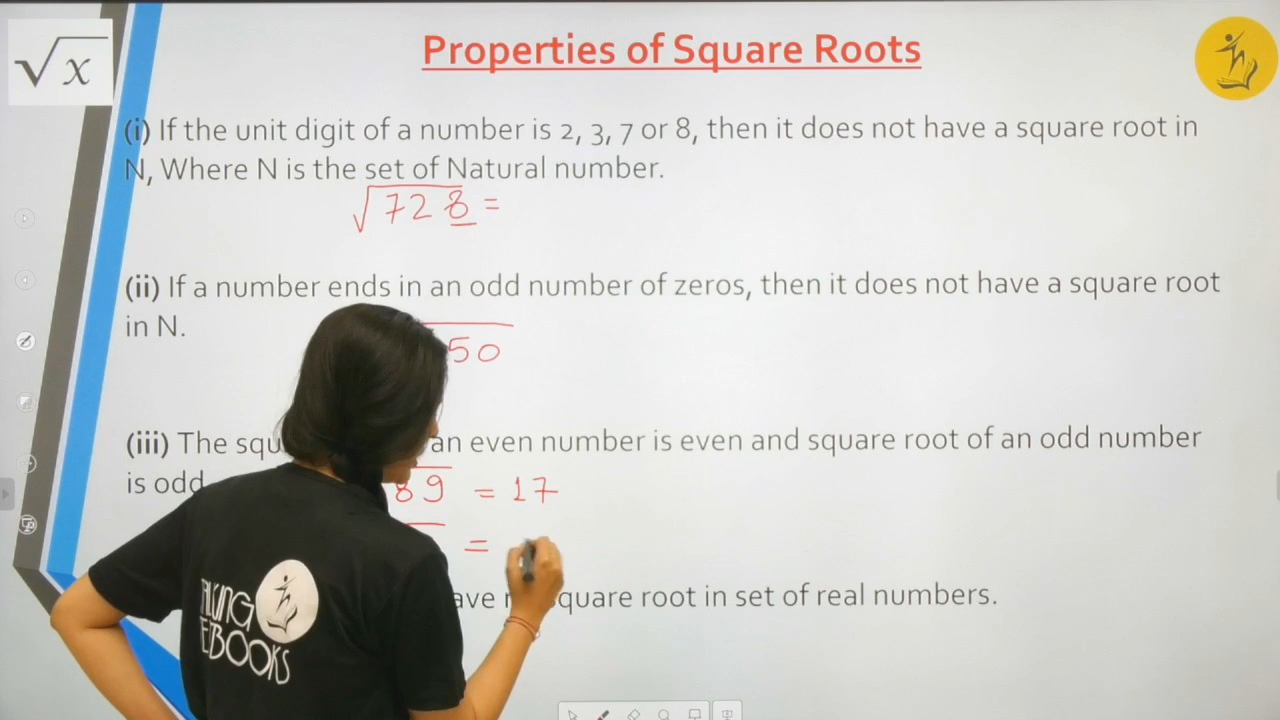 √x
Properties of Square Roots
(i) If the unit digit of a number is 2, 3, 7 or 8, then it does not have a square root in
N, Where N is the set of Natural number.
√728 =
(ii) If a number ends in an odd number of zeros, then it does not have a square root
in N.
50
(iii) The an even number is even and square root of an odd number
is odd
89 = 17
=
square root in set of real numbers.
BOOKS